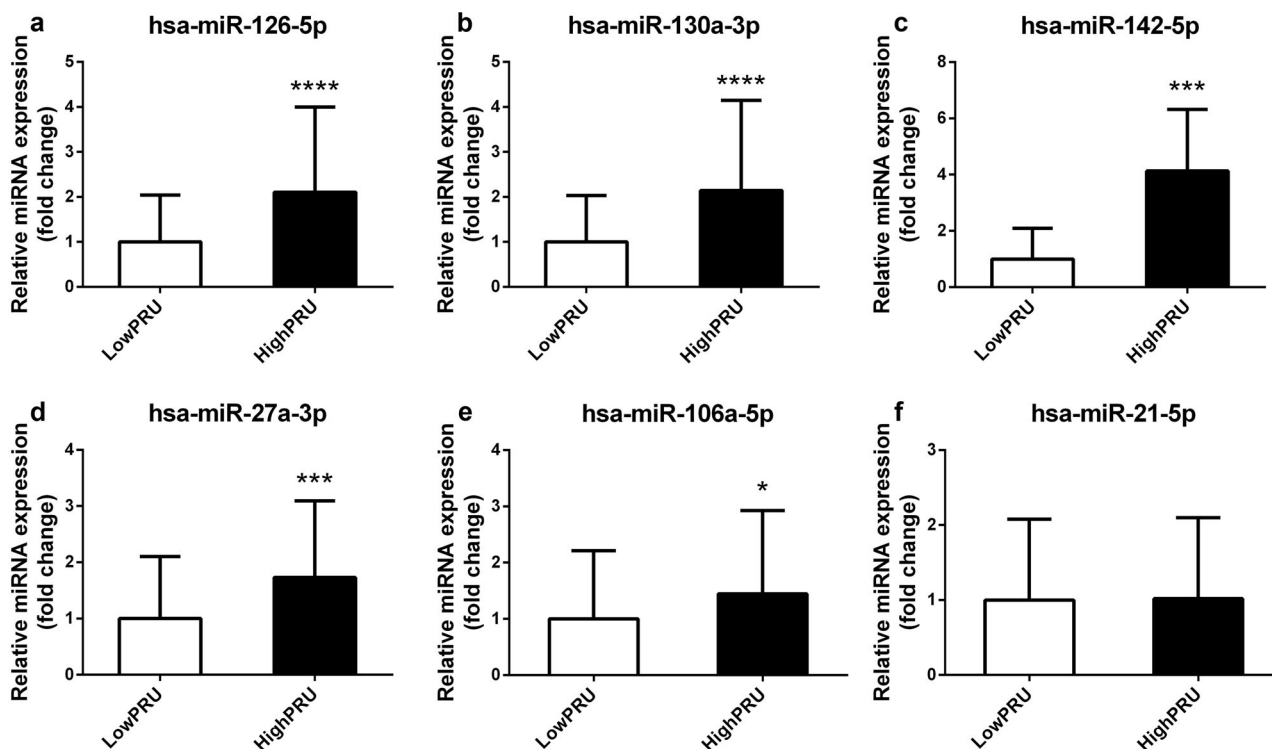 a
hsa-miR-126-5p
Relative miRNA expression
(fold change)
5
4
3
2
1
0
****
LowPRU
HighPRU
b
hsa-miR-130a-3p
Relative miRNA expression
(fold change)
5
4
3
2
1
0
****
LowPRU
HighPRU
c
hsa-miR-142-5p
Relative miRNA expression
(fold change)
8
6
4
2
0
***
LowPRU
HighPRU
d
hsa-miR-27a-3p
Relative miRNA expression
(fold change)
4
3
2
1
0
***
LowPRU
HighPRU
e
hsa-miR-106a-5p
Relative miRNA expression
(fold change)
4
3
2
1
0
*
LowPRU
HighPRU
f
hsa-miR-21-5p
Relative miRNA expression
(fold change)
3
2
1
0
LowPRU
HighPRU